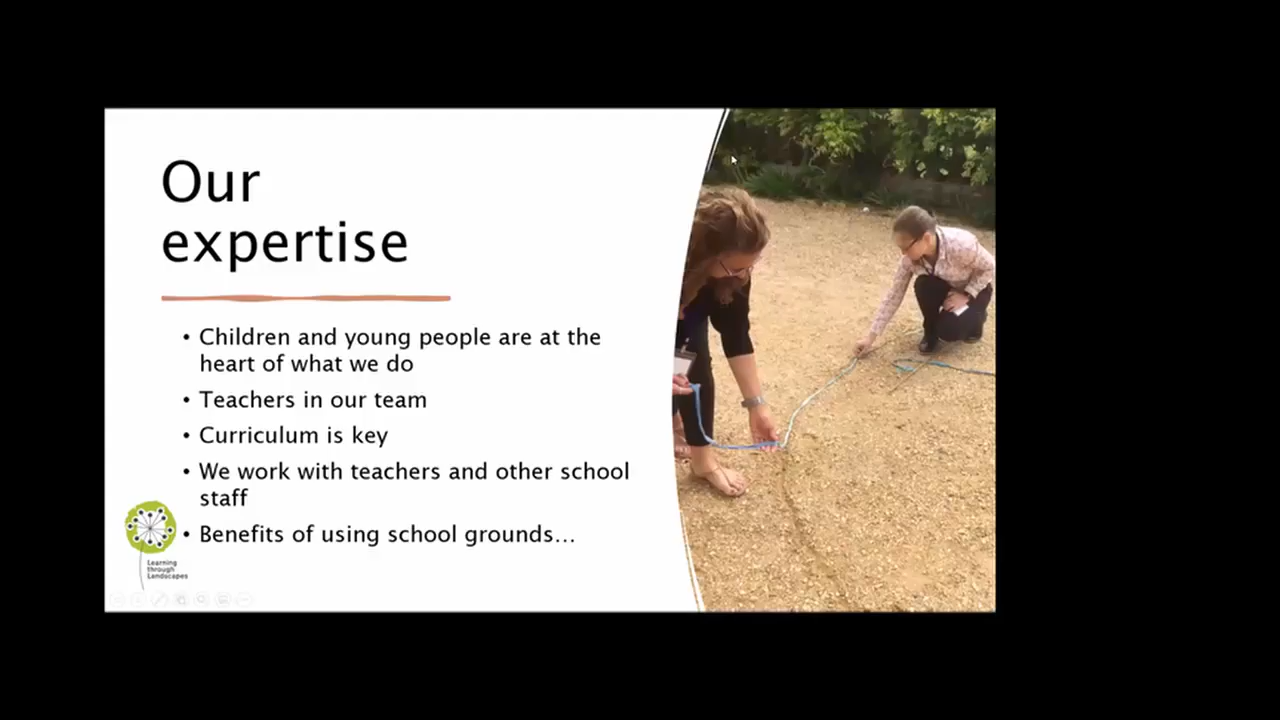 Our
expertise
• Children and young people are at the
heart of what we do
• Teachers in our team
• Curriculum is key
• We work with teachers and other school
staff
• Benefits of using school grounds…
Learning
through
Landscapes